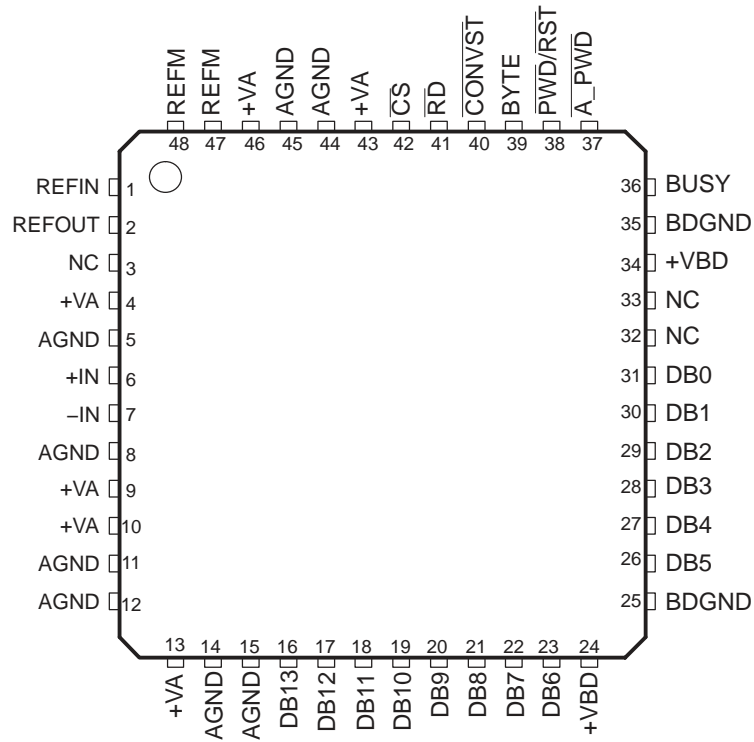 REFM
REFM
+VA
AGND
AGND
+VA
CS
RD
CONVST
BYTE
PWD/RST
A_PWD
48 47 46 45 44 43 42 41 40 39 38 37
REFIN 1
REFOUT 2
NC 3
+VA 4
AGND 5
+IN 6
–IN 7
AGND 8
+VA 9
+VA 10
AGND 11
AGND 12
36 BUSY
35 BDGND
34 +VBD
33 NC
32 NC
31 DB0
30 DB1
29 DB2
28 DB3
27 DB4
26 DB5
25 BDGND
13 14 15 16 17 18 19 20 21 22 23 24
+VA
AGND
AGND
DB13
DB12
DB11
DB10
DB9
DB8
DB7
DB6
+VBD